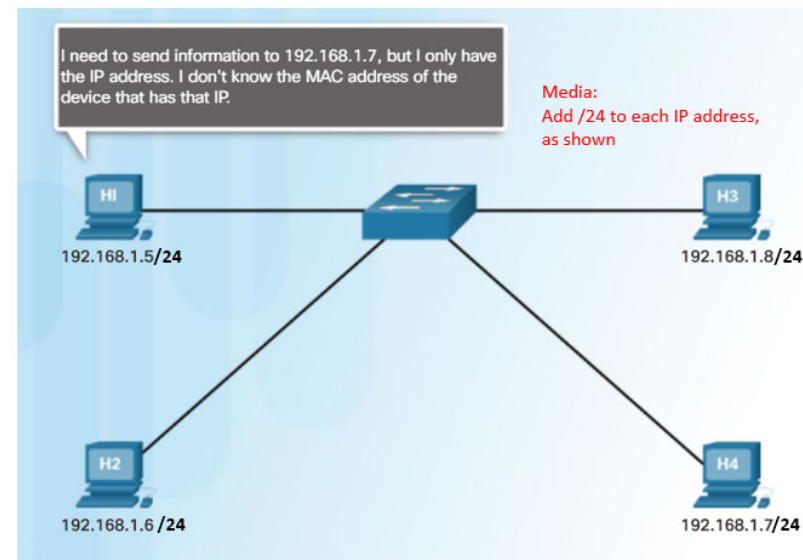 I need to send information to 192.168.1.7, but I only have
the IP address. I don't know the MAC address of the
device that has that IP.
Media:
Add /24 to each IP address,
as shown
H1
192.168.1.5/24
H3
192.168.1.8/24
H2
192.168.1.6 /24
H4
192.168.1.7/24